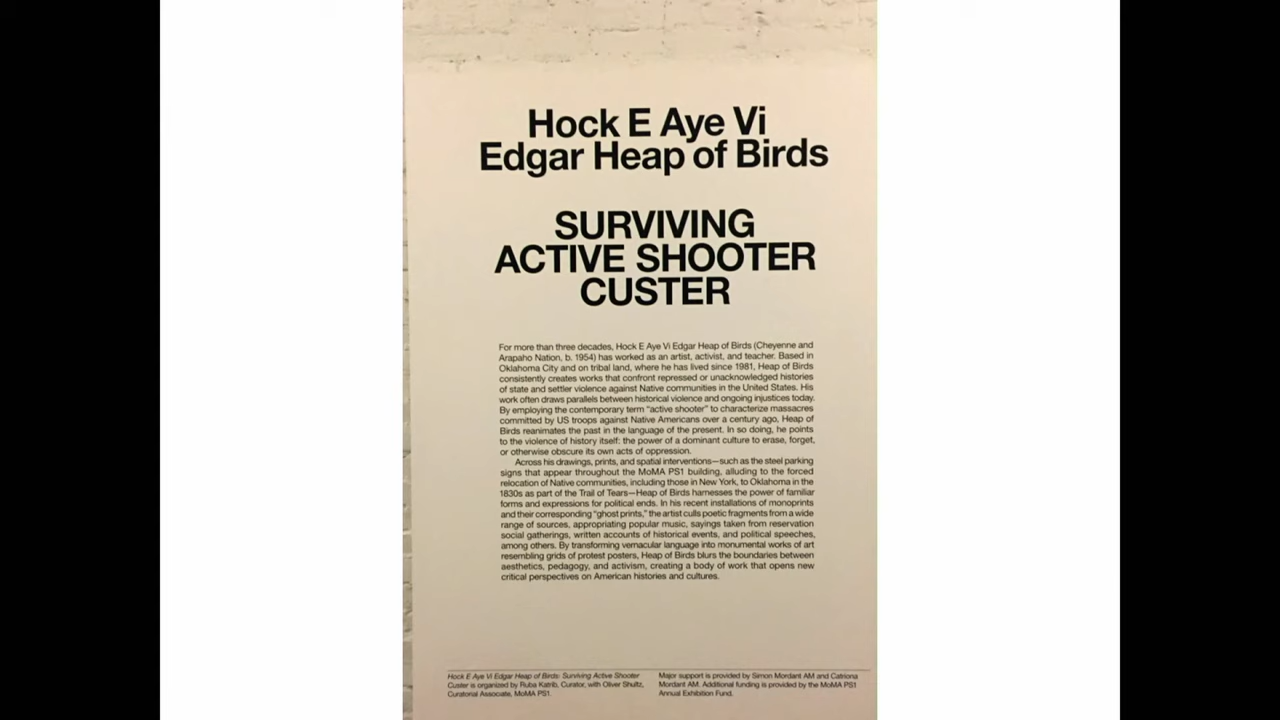 Hock E Aye Vi
Edgar Heap of Birds
SURVIVING
ACTIVE SHOOTER
CUSTER
For more than three decades, Hock E Aye Vi Edgar Heap of Birds (Cheyenne and
Arapaho Nation, b. 1954) has worked as an artist, activist, and teacher. Based in
Oklahoma City and on tribal land, where he has lived since 1981, Heap of Birds
consistently creates works that confront repressed or unacknowledged histories
of state and settler violence against Native communities in the United States. His
work often draws parallels between historical violence and ongoing injustices today.
By employing the contemporary term “active shooter” to characterize massacres
committed by US troops against Native Americans over a century ago, Heap of
Birds reanimates the past in the language of the present. In so doing, he points
to the violence of history itself: the power of a dominant culture to erase, forget,
or otherwise obscure its own acts of oppression.
Across his drawings, prints, and spatial interventions—such as the steel parking
signs that appear throughout the MoMA PS1 building, alluding to the forced
relocation of Native communities, including those in New York, to Oklahoma in the
1830s as part of the Trail of Tears—Heap of Birds harnesses the power of familiar
forms and expressions for political ends. In his recent installations of monoprints
and their corresponding “ghost prints,” the artist culls poetic fragments from a wide
range of sources, appropriating popular music, sayings taken from reservation
social gatherings, written accounts of historical events, and political speeches,
among others. By transforming vernacular language into monumental works of art
resembling grids of protest posters, Heap of Birds blurs the boundaries between
aesthetics, pedagogy, and activism, creating a body of work that opens new
critical perspectives on American histories and cultures.
Hock E Aye Vi Edgar Heap of Birds: Surviving Active Shooter
Custer is organized by Ruba Katrib, Curator, with Oliver Shultz,
Curatorial Associate, MoMA PS1.
Major support is provided by Simon Mordant AM and Catriona
Mordant AM. Additional funding is provided by the MoMA PS1
Annual Exhibition Fund.